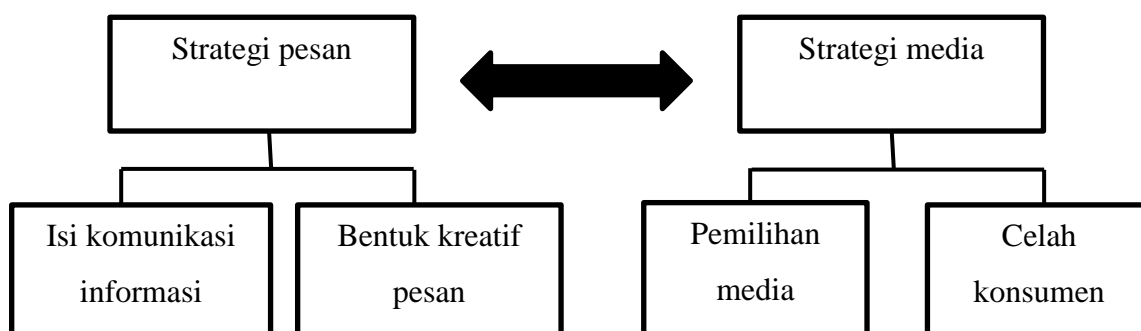 Strategi pesan
Strategi media
Isi komunikasi
informasi
Bentuk kreatif
pesan
Pemilihan
media
Celah
konsumen